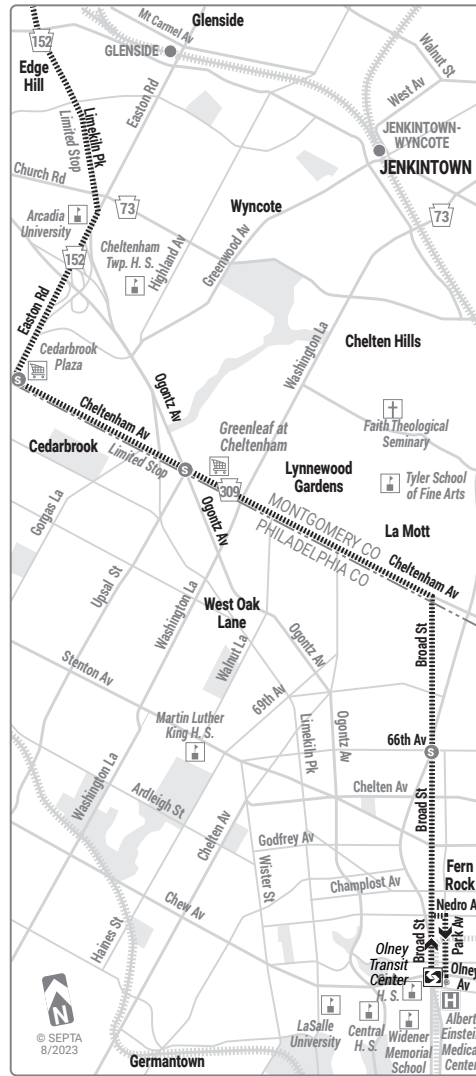 Glenside
Mt Carmel Av
152
GLENSIDE
Walnut St
Edge
Hill
West Av
Easton Rd
Limekiln Pk
Limited Stop
JENKINTOWN-
WYNCOTE
JENKINTOWN
Church Rd
73
Wyncote
73
Arcadia
University
Cheltenham
Twp. H. S.
Highland Av
Greenwood Av
152
Easton Rd
Washington La
Chelten Hills
Cedarbrook
Plaza
S
Ogontz Av
Cheltenham Av
Limited Stop
Faith Theological
Seminary
Greenleaf at
Cheltenham
Cedarbrook
S
309
Lynnewood
Gardens
Tyler School
of Fine Arts
Gorgas La
Ogontz Av
MONTGOMERY CO
PHILADELPHIA CO
La Mott
Cheltenham Av
Upsal St
Washington La
West Oak
Lane
Walnut La
Ogontz Av
Broad St
Stenton Av
69th Av
Martin Luther
King H. S.
Limekiln Pk
Ogontz Av
66th Av
S
Washington La
Ardleigh St
Chelten Av
Chelten Av
Broad St
Godfrey Av
Wister St
Fern
Rock
Champlost Av
Nedro A
Chew Av
Haines St
Broad St
Park Av
Olney
Transit
Center
Olney
Av
H. S.
H
N
LaSalle
University
Central
H. S.
Widener
Memorial
School
Albert
Einstein
Medical
Center
© SEPTA
8/2023
Germantown